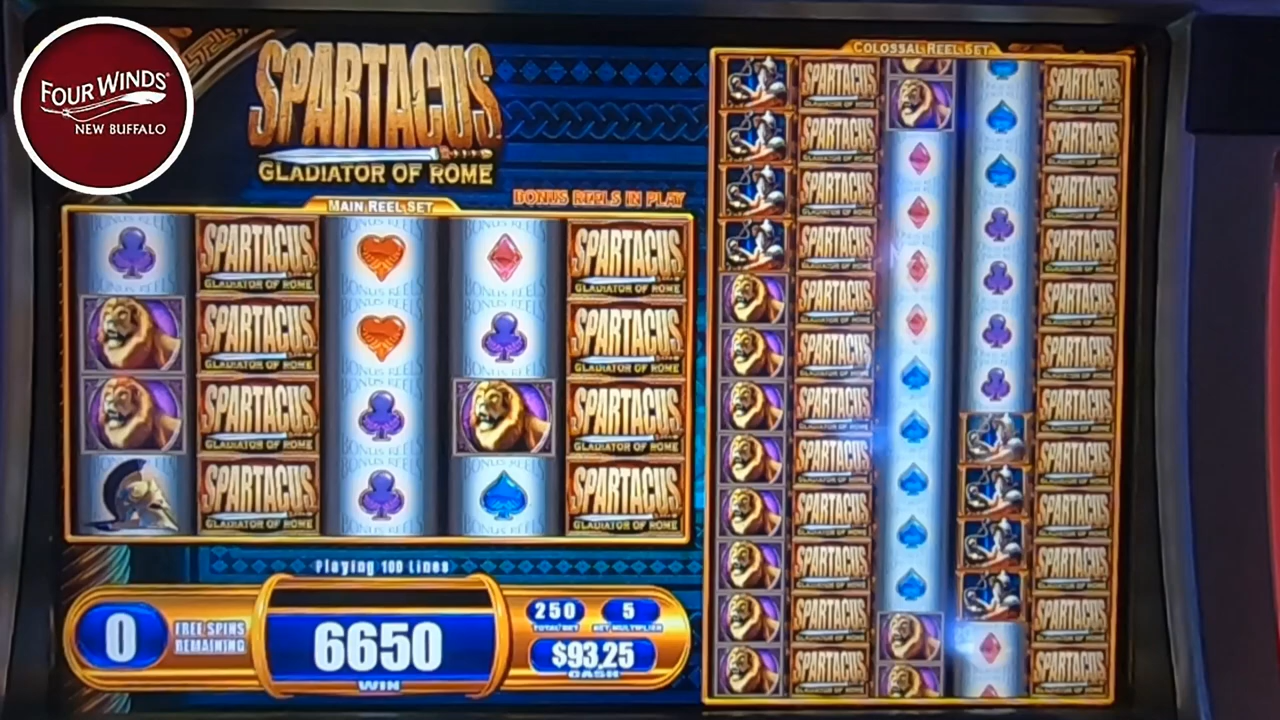 FOUR WINDS®
NEW BUFFALO
SPARTACUS
GLADIATOR OF ROME
MAIN REEL SET
BONUS REELS IN PLAY
COLOSSAL REEL SET
BONUS REELS
SPARTACUS
GLADIATOR OF ROME
Playing 100 Lines
0
FREE SPINS
REMAINING
6650
WIN
250
TOTAL BET
5
BET MULTIPLIER
$93.25
CASH